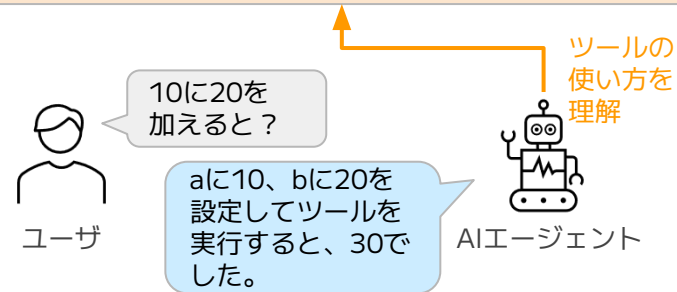 ツールの
使い方を
理解
10に20を
加えると？
aに10、bに20を
設定してツールを
実行すると、30で
した。
ユーザ
AIエージェント